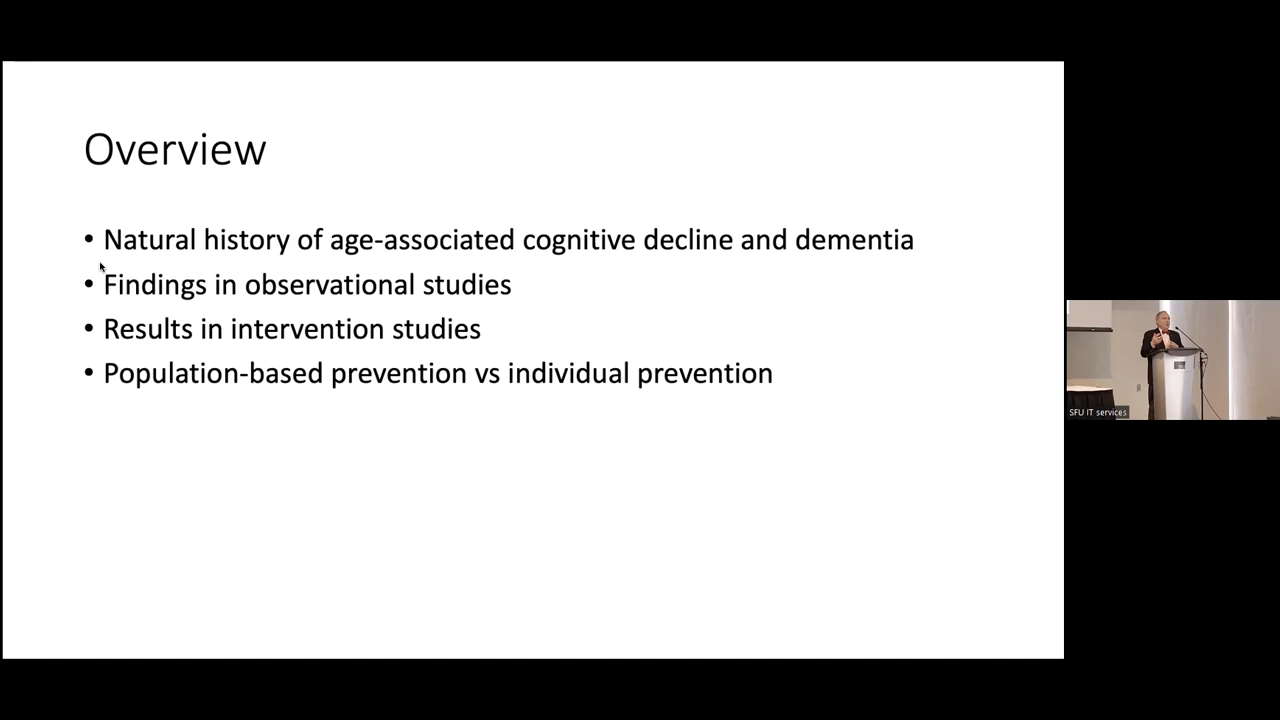 Overview
• Natural history of age-associated cognitive decline and dementia
• Findings in observational studies
• Results in intervention studies
• Population-based prevention vs individual prevention
SFU IT services